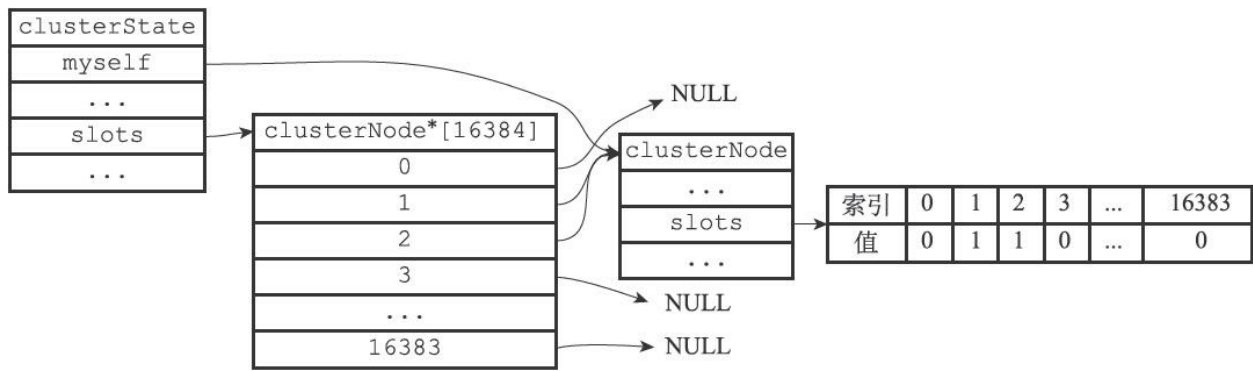 clusterState
myself
...
slots
...
clusterNode*[16384]
0
1
2
3
...
16383
NULL
NULL
NULL
clusterNode
...
slots
...
索引 0 1 2 3 ... 16383
值 0 1 1 0 ... 0